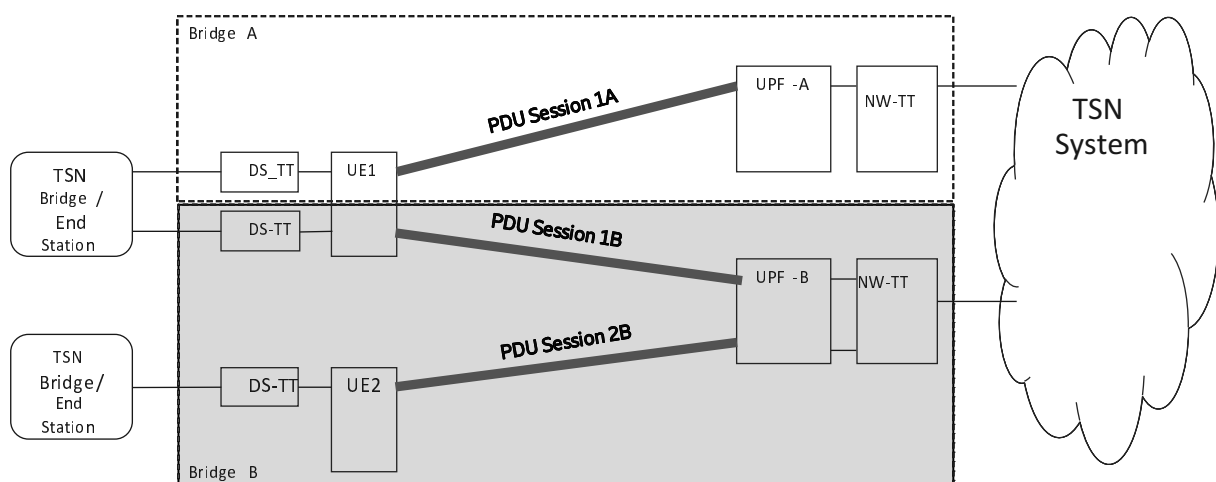 Bridge A
UPF -A
NW-TT
PDU Session 1A
TSN
System
TSN
Bridge /
End
Station
DS_TT
UE1
DS-TT
PDU Session 1B
UPF -B
NW-TT
PDU Session 2B
TSN
Bridge/
End
Station
DS-TT
UE2
Bridge B